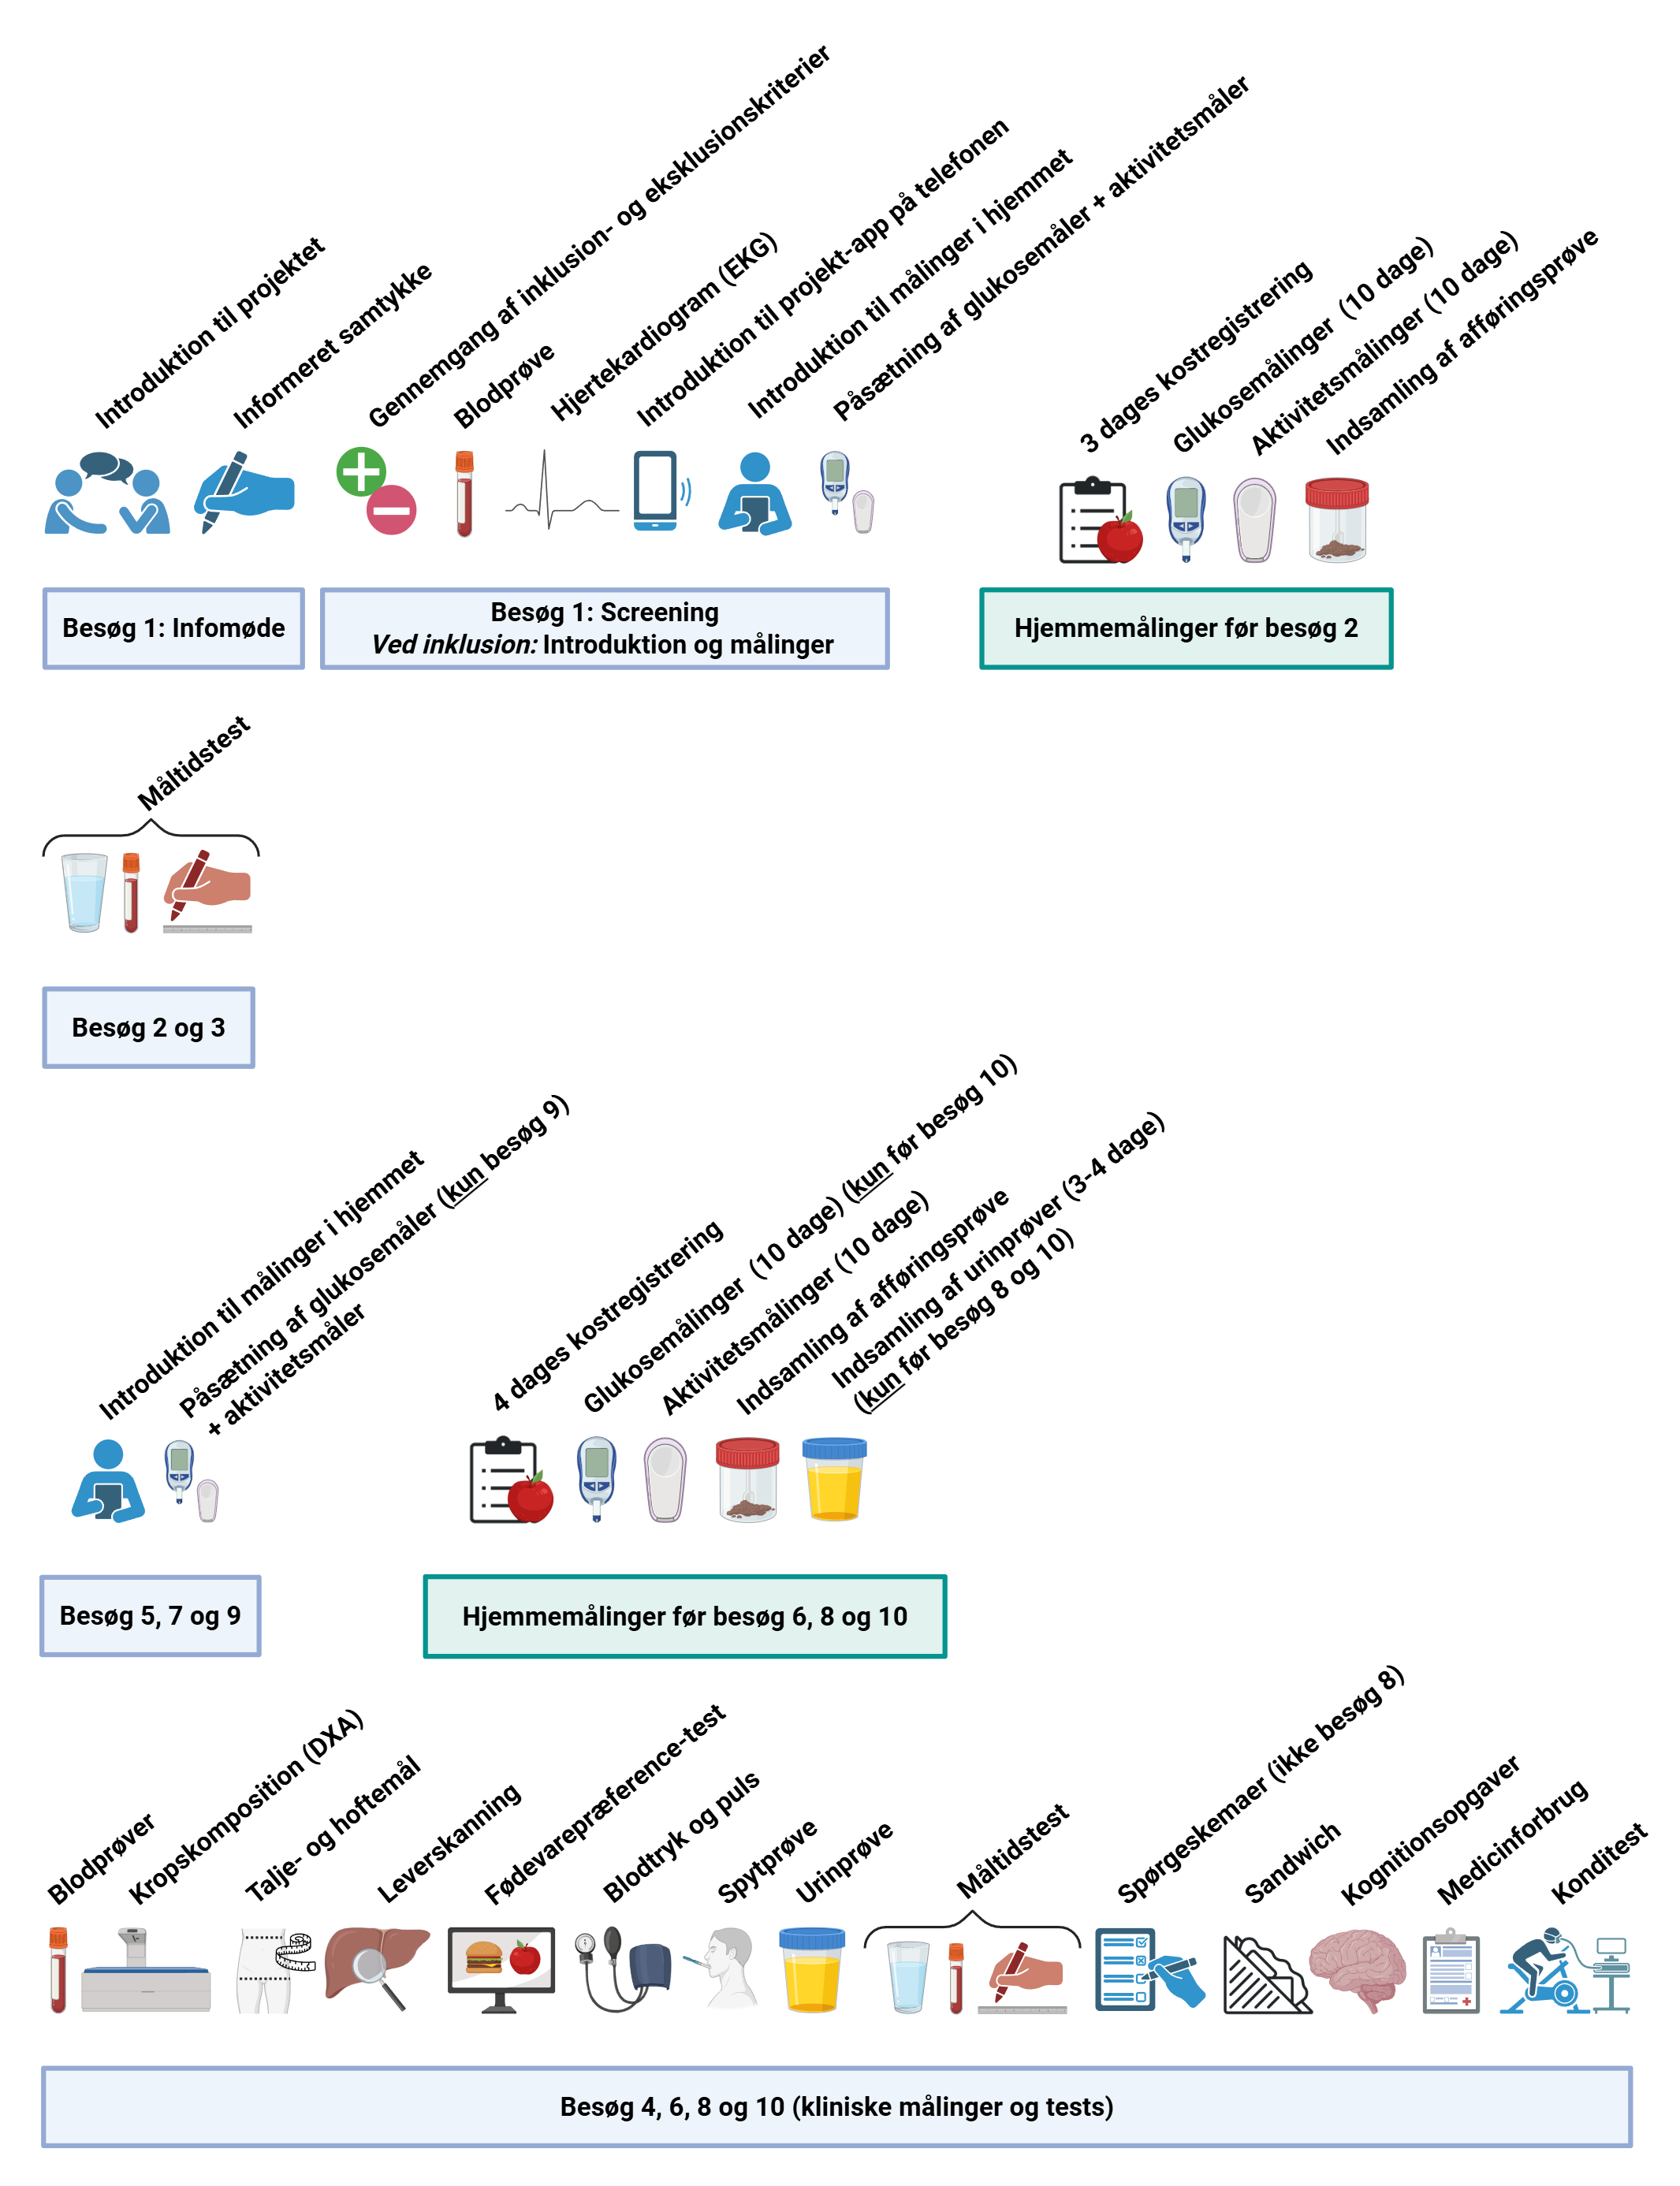 Introduktion til projektet
Informeret samtykke
Gennemgang af inklusion- og eksklusionskriterier
Blodprøve
Hjertekardiogram (EKG)
Introduktion til projekt-app på telefonen
Introduktion til målinger i hjemmet
Påsætning af glukosemåler + aktivitetsmåler
3 dages kostregistrering
Glukosemålinger (10 dage)
Aktivitetsmålinger (10 dage)
Indsamling af afføringsprøve
Besøg 1: Infomøde
Besøg 1: Screening
Ved inklusion: Introduktion og målinger
Hjemmemålinger før besøg 2
Måltidstest
Besøg 2 og 3
Introduktion til målinger i hjemmet
Påsætning af glukosemåler (kun besøg 9)
+ aktivitetsmåler
4 dages kostregistrering
Glukosemålinger (10 dage) (kun før besøg 10)
Aktivitetsmålinger (10 dage)
Indsamling af afføringsprøve
Indsamling af urinprøver (3-4 dage)
(kun før besøg 8 og 10)
Besøg 5, 7 og 9
Hjemmemålinger før besøg 6, 8 og 10
Blodprøver
Kropskomposition (DXA)
Talje- og hoftemål
Leverskanning
Fødevarepræference-test
Blodtryk og puls
Spytprøve
Urinprøve
Måltidstest
Spørgeskemaer (ikke besøg 8)
Sandwich
Kognitionsopgaver
Medicinforbrug
Konditest
Besøg 4, 6, 8 og 10 (kliniske målinger og tests)